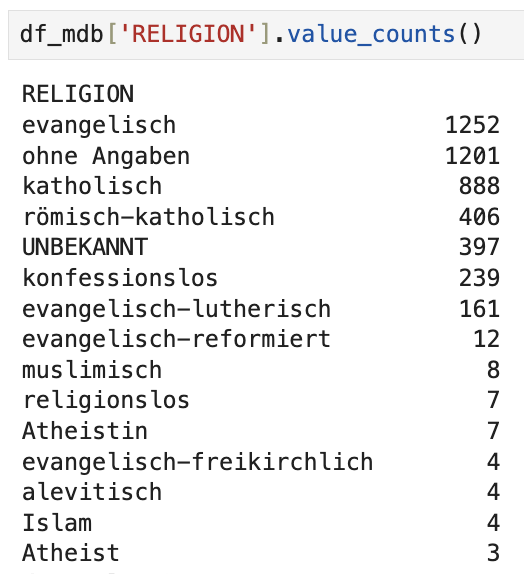 df_mdb['RELIGION'].value_counts()
RELIGION
evangelisch 1252
ohne Angaben 1201
katholisch 888
römisch-katholisch 406
UNBEKANNT 397
konfessionslos 239
evangelisch-lutherisch 161
evangelisch-reformiert 12
muslimisch 8
religionslos 7
Atheistin 7
evangelisch-freikirchlich 4
alevitisch 4
Islam 4
Atheist 3